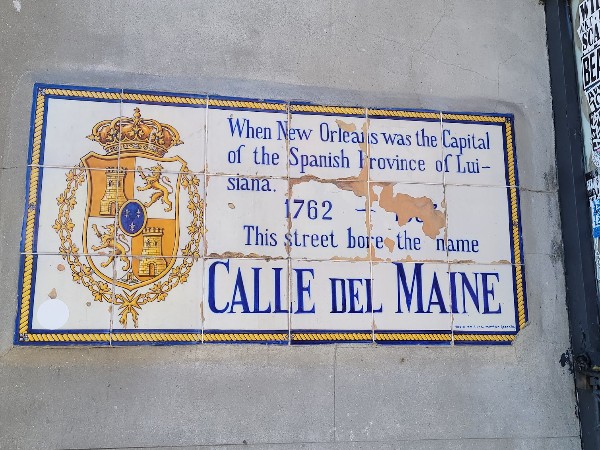 When New Orleans was the Capital
of the Spanish Province of Lui-
siana.
1762 —
This street bore the name
CALLE DEL MAINE